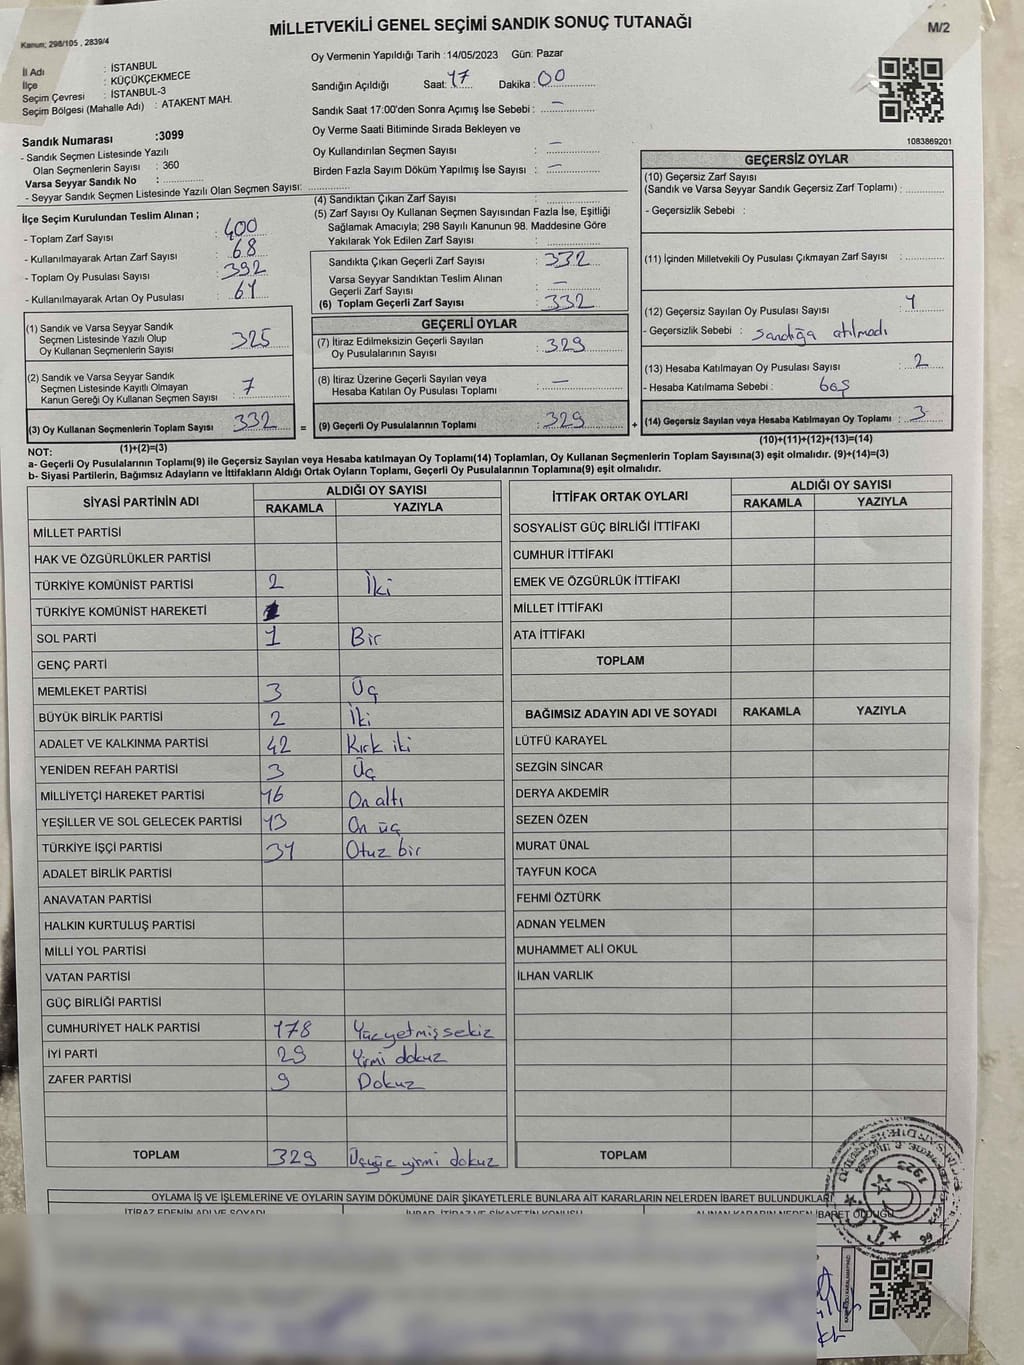 MİLLETVEKİLİ GENEL SEÇİMİ SANDIK SONUÇ TUTANAĞI
M/2
Kanun; 298/105 , 2839/4
İl Adı : İSTANBUL
İlçe : KÜÇÜKÇEKMECE
Seçim Çevresi : İSTANBUL-3
Seçim Bölgesi (Mahalle Adı) : ATAKENT MAH.
Sandık Numarası :3099
- Sandık Seçmen Listesinde Yazılı
Olan Seçmenlerin Sayısı : 360
Varsa Seyyar Sandık No :
- Seyyar Sandık Seçmen Listesinde Yazılı Olan Seçmen Sayısı:
Oy Vermenin Yapıldığı Tarih :14/05/2023 Gün: Pazar
Sandığın Açıldığı Saat: 17 Dakika : 00
Sandık Saat 17.00'den Sonra Açımış İse Sebebi : —
Oy Verme Saati Bitiminde Sırada Bekleyen ve
Oy Kullandırılan Seçmen Sayısı : —
Birden Fazla Sayım Döküm Yapılmış İse Sayısı : —
1083869201
İlçe Seçim Kurulundan Teslim Alınan ;
- Toplam Zarf Sayısı : 400
- Kullanılmayarak Artan Zarf Sayısı : 68
- Toplam Oy Pusulası Sayısı : 392
- Kullanılmayarak Artan Oy Pusulası : 61
(1) Sandık ve Varsa Seyyar Sandık
Seçmen Listesinde Yazılı Olup
Oy Kullanan Seçmenlerin Sayısı 325
(2) Sandık ve Varsa Seyyar Sandık
Seçmen Listesinde Kayıtlı Olmayan
Kanun Gereği Oy Kullanan Seçmen Sayısı : 7
(3) Oy Kullanan Seçmenlerin Toplam Sayısı 332
(1)+(2)=(3)
(4) Sandıktan Çıkan Zarf Sayısı :
(5) Zarf Sayısı Oy Kullanan Seçmen Sayısından Fazla İse, Eşitliği
Sağlamak Amacıyla; 298 Sayılı Kanunun 98. Maddesine Göre
Yakılarak Yok Edilen Zarf Sayısı :
Sandıkta Çıkan Geçerli Zarf Sayısı : 332
Varsa Seyyar Sandıktan Teslim Alınan
Geçerli Zarf Sayısı : —
(6) Toplam Geçerli Zarf Sayısı : 332
GEÇERLİ OYLAR
(7) İtiraz Edilmeksizin Geçerli Sayılan
Oy Pusulalarının Sayısı : 329
(8) İtiraz Üzerine Geçerli Sayılan veya
Hesaba Katılan Oy Pusulası Toplamı : —
= (9) Geçerli Oy Pusulalarının Toplamı : 329 +
GEÇERSİZ OYLAR
(10) Geçersiz Zarf Sayısı
(Sandık ve Varsa Seyyar Sandık Geçersiz Zarf Toplamı) :
- Geçersizlik Sebebi :
(11) İçinden Milletvekili Oy Pusulası Çıkmayan Zarf Sayısı :
(12) Geçersiz Sayılan Oy Pusulası Sayısı : 1
- Geçersizlik Sebebi : Sandığa atılmadı
(13) Hesaba Katılmayan Oy Pusulası Sayısı : 2
- Hesaba Katılmama Sebebi : boş
(14) Geçersiz Sayılan veya Hesaba Katılmayan Oy Toplamı : 3
(10)+(11)+(12)+(13)=(14)
NOT:
a- Geçerli Oy Pusulalarının Toplamı(9) ile Geçersiz Sayılan veya Hesaba katılmayan Oy Toplamı(14) Toplamları, Oy Kullanan Seçmenlerin Toplam Sayısına(3) eşit olmalıdır. (9)+(14)=(3)
b- Siyasi Partilerin, Bağımsız Adayların ve İttifakların Aldığı Ortak Oyların Toplamı, Geçerli Oy Pusulalarının Toplamına(9) eşit olmalıdır.
SİYASİ PARTİNİN ADI ALDIĞI OY SAYISI
RAKAMLA YAZIYLA
MİLLET PARTİSİ
HAK VE ÖZGÜRLÜKLER PARTİSİ
TÜRKİYE KOMÜNİST PARTİSİ 2 İki
TÜRKİYE KOMÜNİST HAREKETİ
SOL PARTİ 1 Bir
GENÇ PARTİ
MEMLEKET PARTİSİ 3 Üç
BÜYÜK BİRLİK PARTİSİ 2 İki
ADALET VE KALKINMA PARTİSİ 42 Kırk iki
YENİDEN REFAH PARTİSİ 3 Üç
MİLLİYETÇİ HAREKET PARTİSİ 16 On altı
YEŞİLLER VE SOL GELECEK PARTİSİ 13 On üç
TÜRKİYE İŞÇİ PARTİSİ 31 Otuz bir
ADALET BİRLİK PARTİSİ
ANAVATAN PARTİSİ
HALKIN KURTULUŞ PARTİSİ
MİLLİ YOL PARTİSİ
VATAN PARTİSİ
GÜÇ BİRLİĞİ PARTİSİ
CUMHURİYET HALK PARTİSİ 178 Yüzyetmişsekiz
İYİ PARTİ 29 Yirmi dokuz
ZAFER PARTİSİ 9 Dokuz
TOPLAM 329 Üçyüz yirmi dokuz
İTTİFAK ORTAK OYLARI ALDIĞI OY SAYISI
RAKAMLA YAZIYLA
SOSYALİST GÜÇ BİRLİĞİ İTTİFAKI
CUMHUR İTTİFAKI
EMEK VE ÖZGÜRLÜK İTTİFAKI
MİLLET İTTİFAKI
ATA İTTİFAKI
TOPLAM
BAĞIMSIZ ADAYIN ADI VE SOYADI RAKAMLA YAZIYLA
LÜTFÜ KARAYEL
SEZGİN SİNCAR
DERYA AKDEMİR
SEZEN ÖZEN
MURAT ÜNAL
TAYFUN KOCA
FEHMİ ÖZTÜRK
ADNAN YELMEN
MUHAMMET ALİ OKUL
İLHAN VARLIK
TOPLAM
OYLAMA İŞ VE İŞLEMLERİNE VE OYLARIN SAYIM DÖKÜMÜNE DAİR ŞİKAYETLERLE BUNLARA AİT KARARLARIN NELERDEN İBARET BULUNDUKLARI
İTİRAZ EDENİN ADI VE SOYADI İHBAR, İTİRAZ VE ŞİKAYETİN KONUSU ALINAN KARARIN NEDEN İBARET OLDUĞU